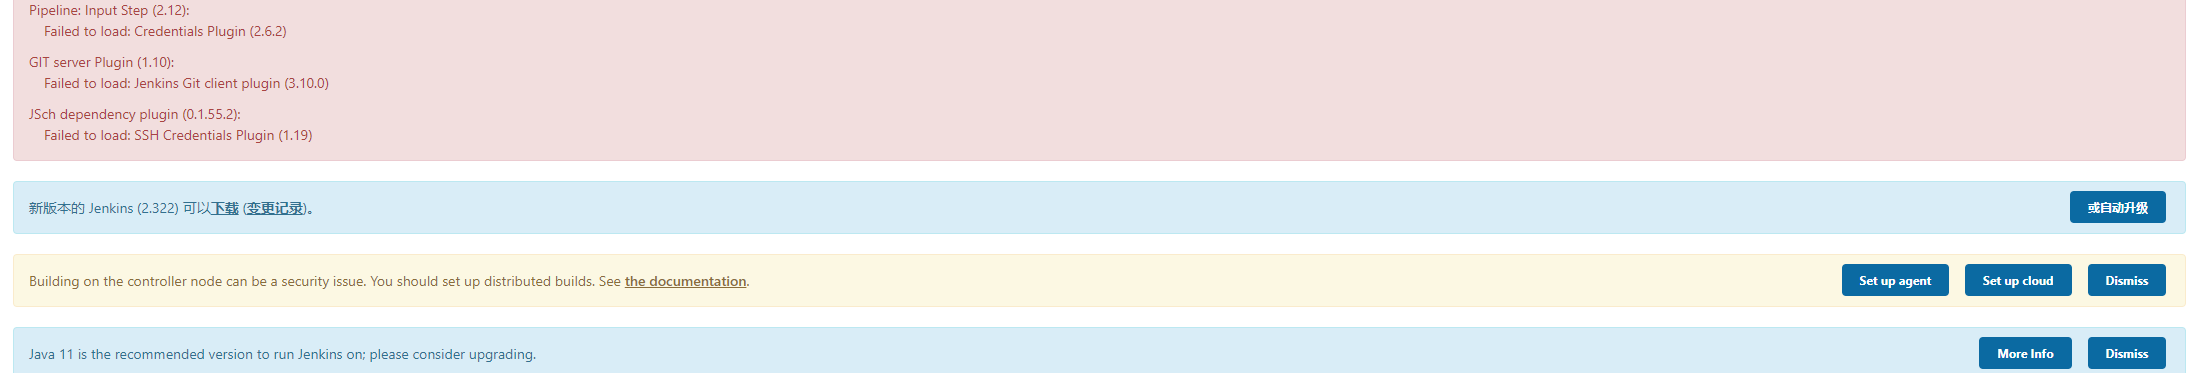 Pipeline: Input Step (2.12):
Failed to load: Credentials Plugin (2.6.2)
GIT server Plugin (1.10):
Failed to load: Jenkins Git client plugin (3.10.0)
JSch dependency plugin (0.1.55.2):
Failed to load: SSH Credentials Plugin (1.19)
新版本的 Jenkins (2.322) 可以下载 (变更记录)。 或自动升级
Building on the controller node can be a security issue. You should set up distributed builds. See the documentation. Set up agent Set up cloud Dismiss
Java 11 is the recommended version to run Jenkins on; please consider upgrading. More Info Dismiss